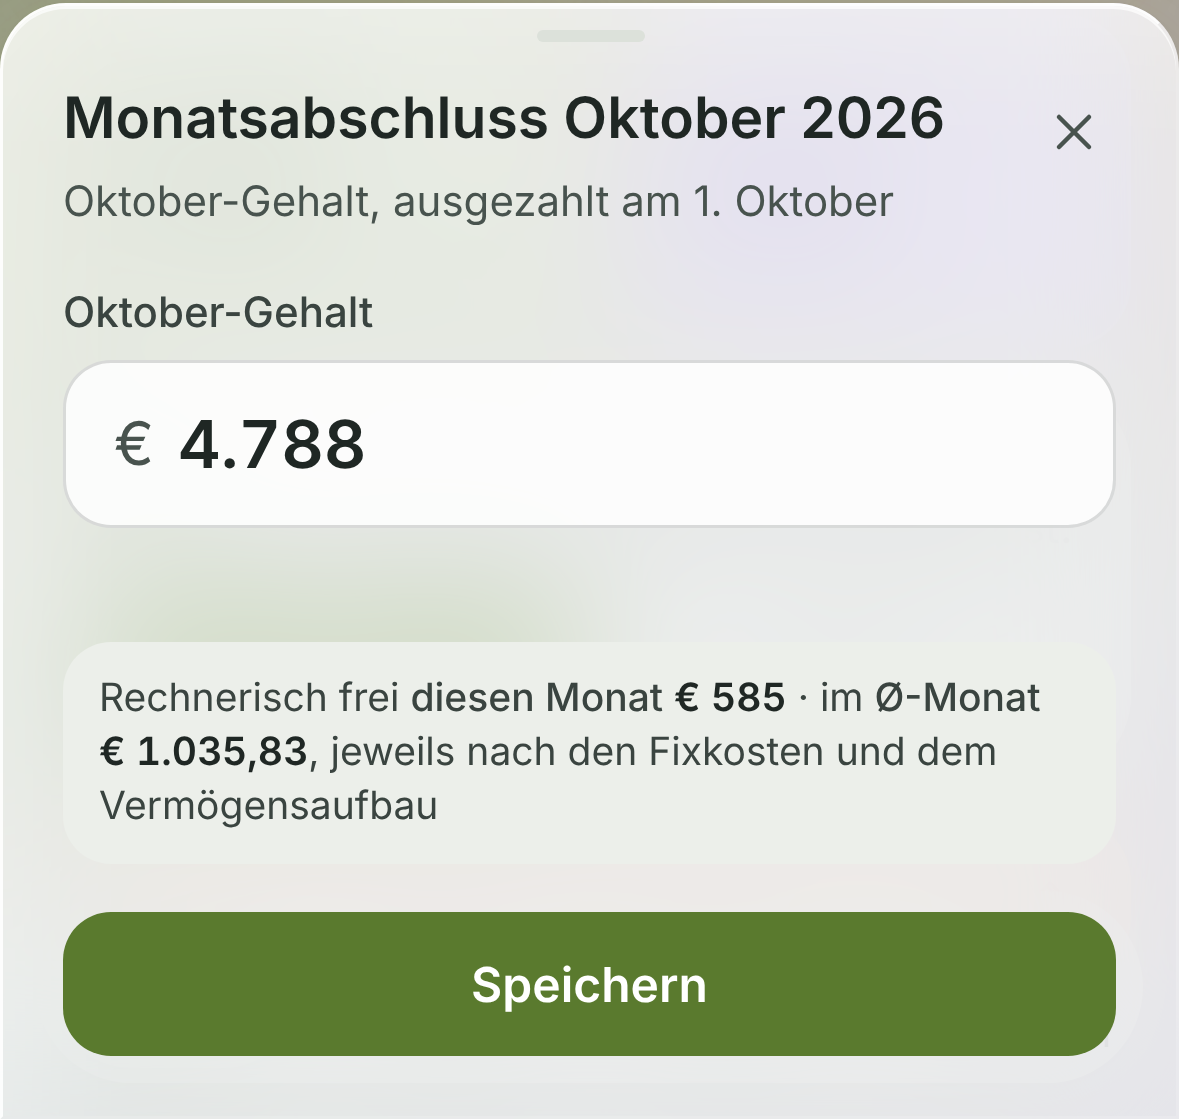 Monatsabschluss Oktober 2026
Oktober-Gehalt, ausgezahlt am 1. Oktober
Oktober-Gehalt
€ 4.788
Rechnerisch frei diesen Monat € 585 · im Ø-Monat
€ 1.035,83, jeweils nach den Fixkosten und dem
Vermögensaufbau
Speichern